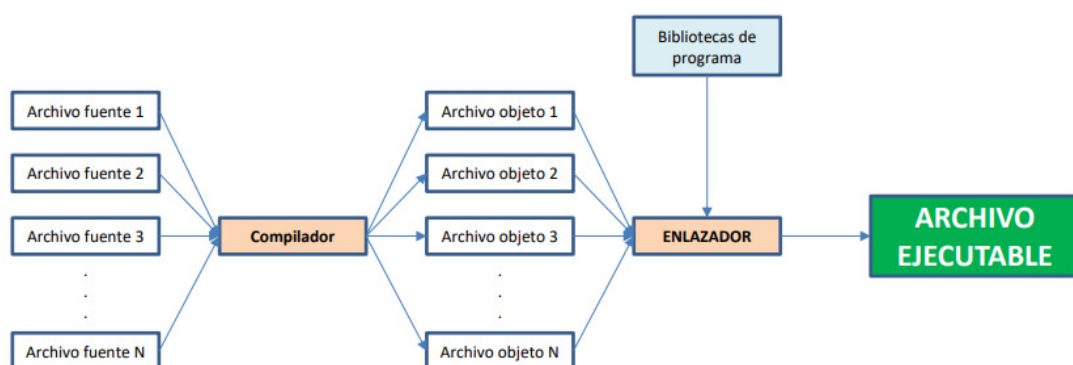 Bibliotecas de
programa
Archivo fuente 1
Archivo objeto 1
Archivo fuente 2
Archivo objeto 2
Archivo fuente 3
Compilador
Archivo objeto 3
ENLAZADOR
ARCHIVO
EJECUTABLE
.
.
.
.
.
.
Archivo fuente N
Archivo objeto N